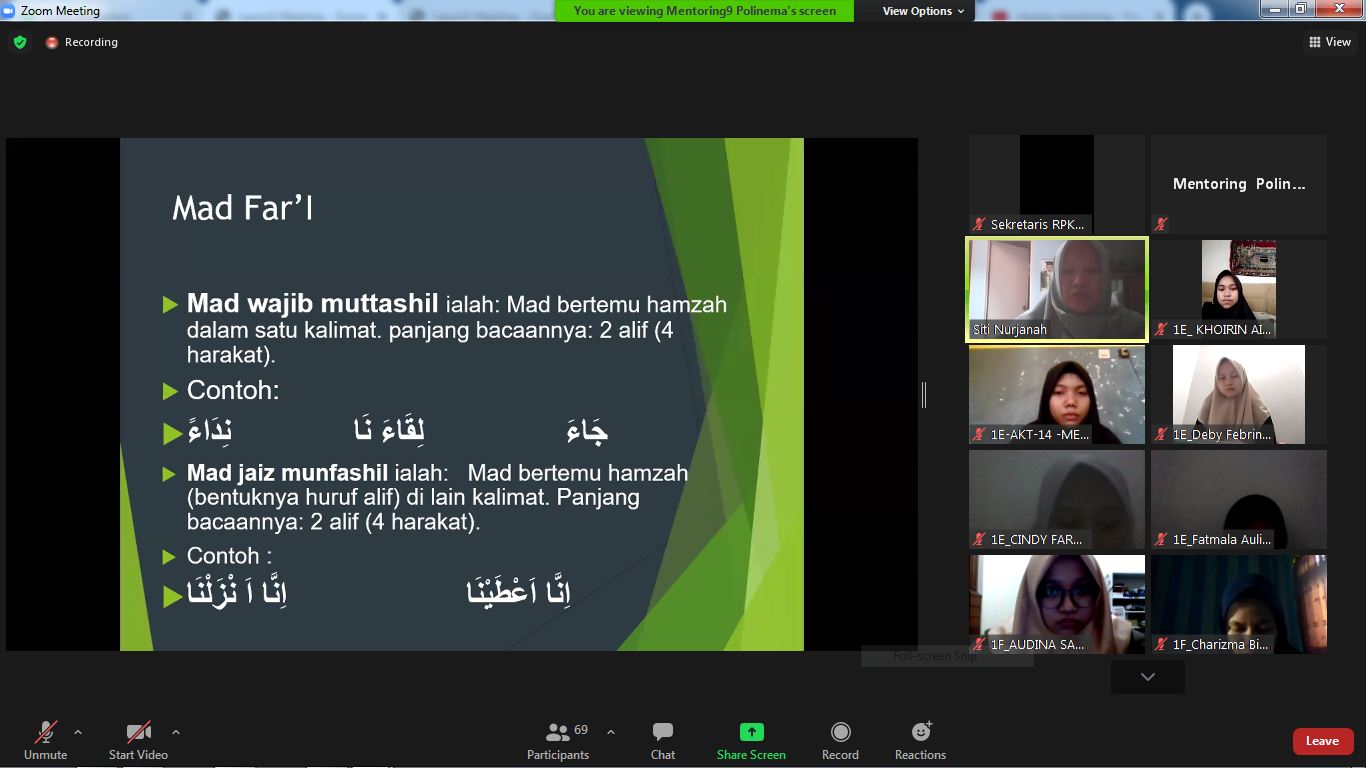 Zoom Meeting
You are viewing Mentoring9 Polinema's screen
View Options
Recording
View
Mad Far’I
Mad wajib muttashil ialah: Mad bertemu hamzah
dalam satu kalimat. panjang bacaannya: 2 alif (4
harakat).
Contoh:
جَاءَ لِقَاءَ نَا نِدَاءً
Mad jaiz munfashil ialah: Mad bertemu hamzah
(bentuknya huruf alif) di lain kalimat. Panjang
bacaannya: 2 alif (4 harakat).
Contoh :
اِنَّا اَعْطَيْنَا اِنَّا اَ نْزَلْنَا
Sekretaris RPK...
Mentoring Polin...
Siti Nurjanah
1E_ KHOIRIN AI...
1E-AKT-14 -ME...
1E_Deby Febrin...
1E_CINDY FAR...
1E_Fatmala Auli...
1F_AUDINA SA...
1F_Charizma Bi...
Full-screen Snip
Unmute
Start Video
Participants
69
Chat
Share Screen
Record
Reactions
Leave